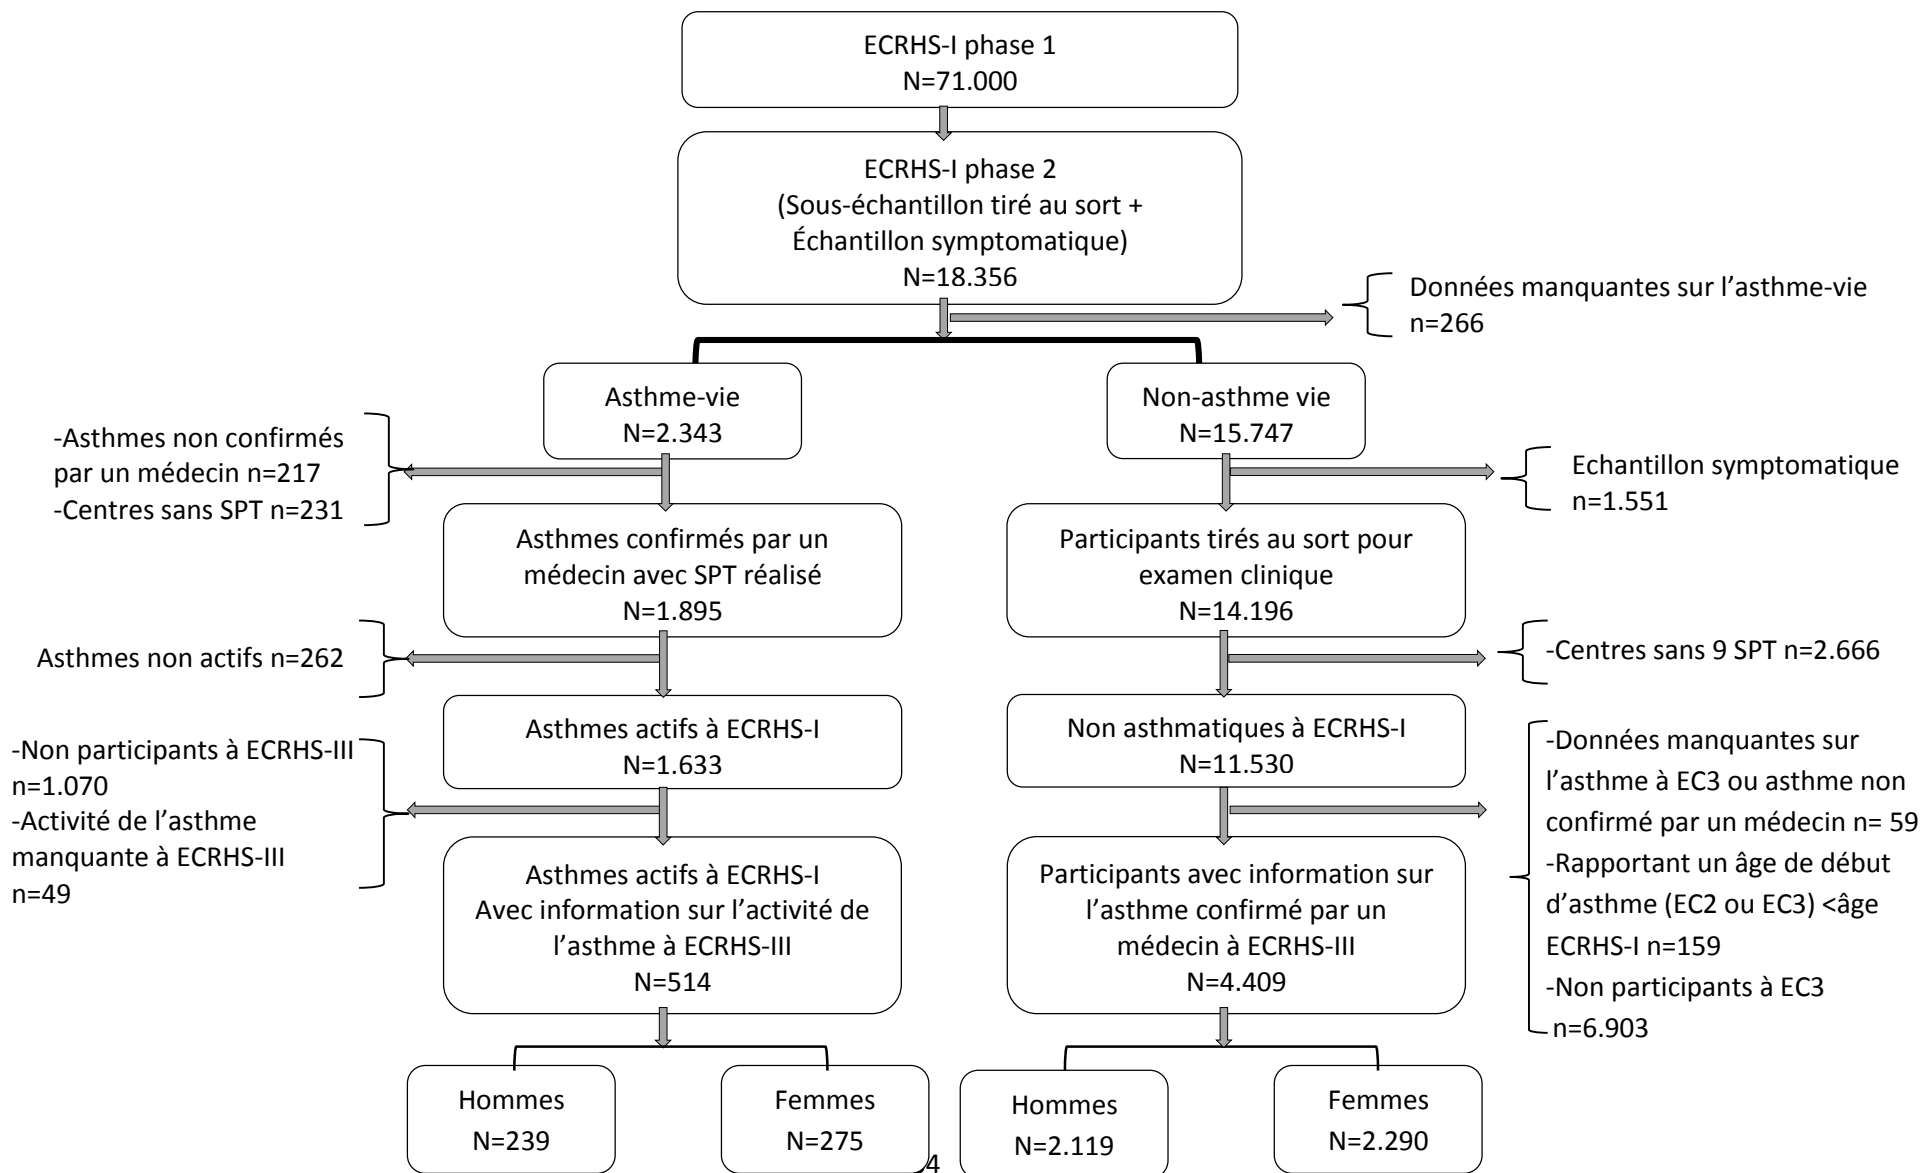 ECRHS-I phase 1
N=71.000
ECRHS-I phase 2
(Sous-échantillon tiré au sort +
Échantillon symptomatique)
N=18.356
Données manquantes sur l’asthme-vie
n=266
Asthme-vie
N=2.343
Non-asthme vie
N=15.747
-Asthmes non confirmés
par un médecin n=217
-Centres sans SPT n=231
Echantillon symptomatique
n=1.551
Asthmes confirmés par un
médecin avec SPT réalisé
N=1.895
Participants tirés au sort pour
examen clinique
N=14.196
Asthmes non actifs n=262
-Centres sans 9 SPT n=2.666
Asthmes actifs à ECRHS-I
N=1.633
Non asthmatiques à ECRHS-I
N=11.530
-Non participants à ECRHS-III
n=1.070
-Activité de l’asthme
manquante à ECRHS-III
n=49
-Données manquantes sur
l’asthme à EC3 ou asthme non
confirmé par un médecin n= 59
-Rapportant un âge de début
d’asthme (EC2 ou EC3) <âge
ECRHS-I n=159
-Non participants à EC3
n=6.903
Asthmes actifs à ECRHS-I
Avec information sur l’activité de
l’asthme à ECRHS-III
N=514
Participants avec information sur
l’asthme confirmé par un
médecin à ECRHS-III
N=4.409
Hommes
N=239
Femmes
N=275
Hommes
N=2.119
Femmes
N=2.290